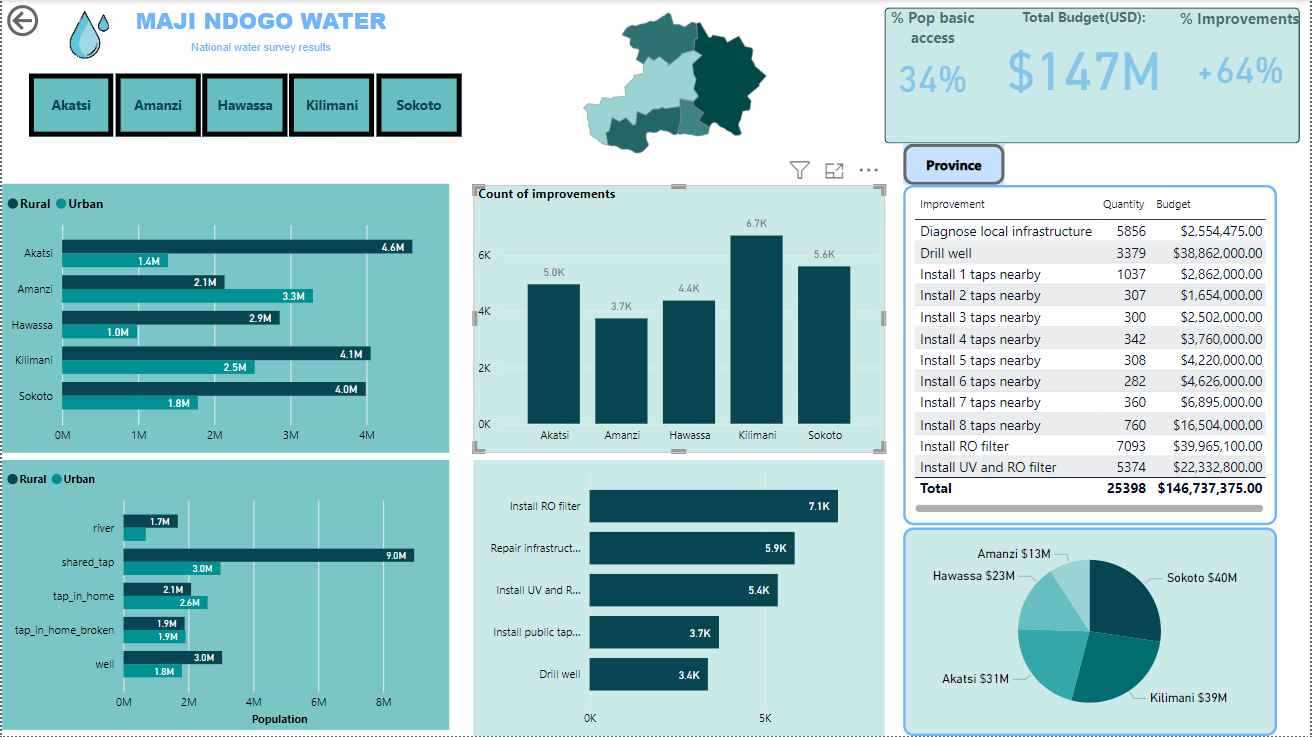 MAJI NDOGO WATER
National water survey results
Akatsi Amanzi Hawassa Kilimani Sokoto
% Pop basic access
34%
Total Budget(USD):
$147M
% Improvements
+64%
Province
Rural Urban
Akatsi 4.6M 1.4M
Amanzi 2.1M 3.3M
Hawassa 2.9M 1.0M
Kilimani 4.1M 2.5M
Sokoto 4.0M 1.8M
0M 1M 2M 3M 4M
Count of improvements
6K
4K
2K
0K
5.0K 3.7K 4.4K 6.7K 5.6K
Akatsi Amanzi Hawassa Kilimani Sokoto
Improvement Quantity Budget
Diagnose local infrastructure 5856 $2,554,475.00
Drill well 3379 $38,862,000.00
Install 1 taps nearby 1037 $2,862,000.00
Install 2 taps nearby 307 $1,654,000.00
Install 3 taps nearby 300 $2,502,000.00
Install 4 taps nearby 342 $3,760,000.00
Install 5 taps nearby 308 $4,220,000.00
Install 6 taps nearby 282 $4,626,000.00
Install 7 taps nearby 360 $6,895,000.00
Install 8 taps nearby 760 $16,504,000.00
Install RO filter 7093 $39,965,100.00
Install UV and RO filter 5374 $22,332,800.00
Total 25398 $146,737,375.00
Rural Urban
river 1.7M
shared_tap 9.0M 3.0M
tap_in_home 2.1M 2.6M
tap_in_home_broken 1.9M 1.9M
well 3.0M 1.8M
0M 2M 4M 6M 8M
Population
Install RO filter 7.1K
Repair infrastruct... 5.9K
Install UV and R... 5.4K
Install public tap... 3.7K
Drill well 3.4K
0K 5K
Amanzi $13M
Hawassa $23M
Sokoto $40M
Akatsi $31M
Kilimani $39M